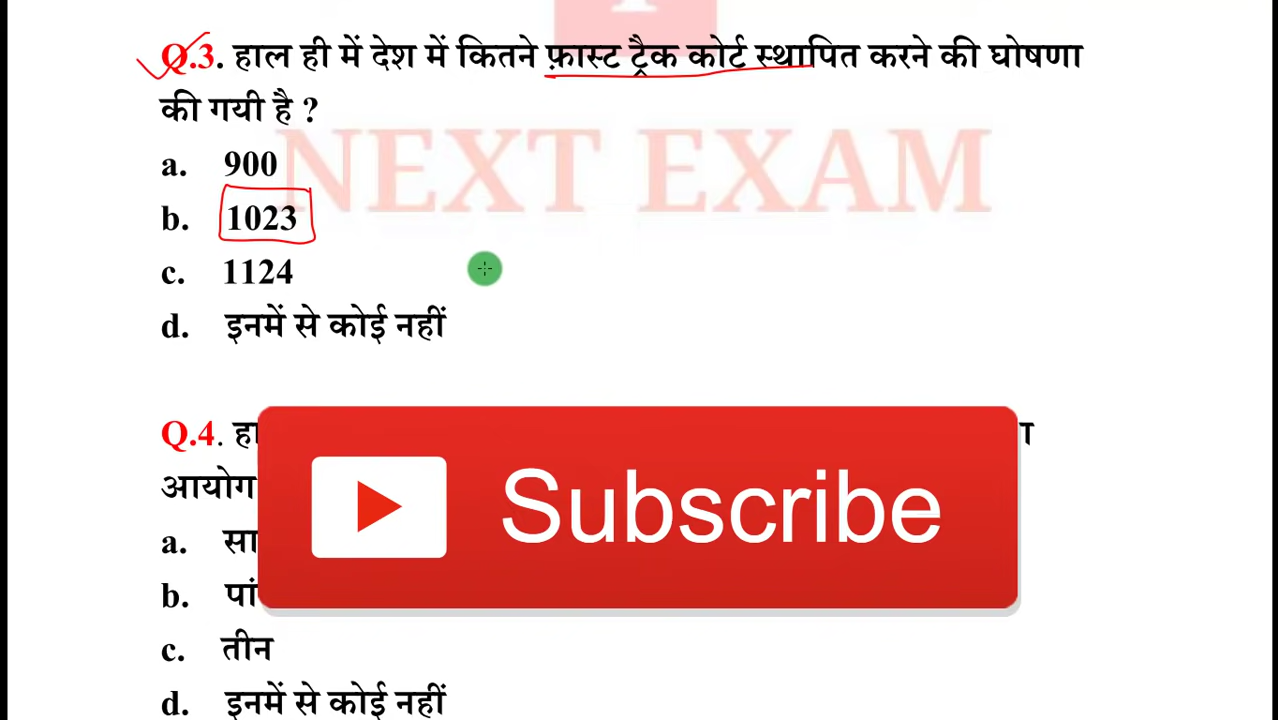 Q.3. हाल ही में देश में कितने फ़ास्ट ट्रैक कोर्ट स्थापित करने की घोषणा
की गयी है ?
NEXT EXAM
a. 900
b. 1023
c. 1124
d. इनमें से कोई नहीं
Q.4. हा
आयोग
Subscribe
a. सा
b. पां
c. तीन
d. इनमें से कोई नहीं